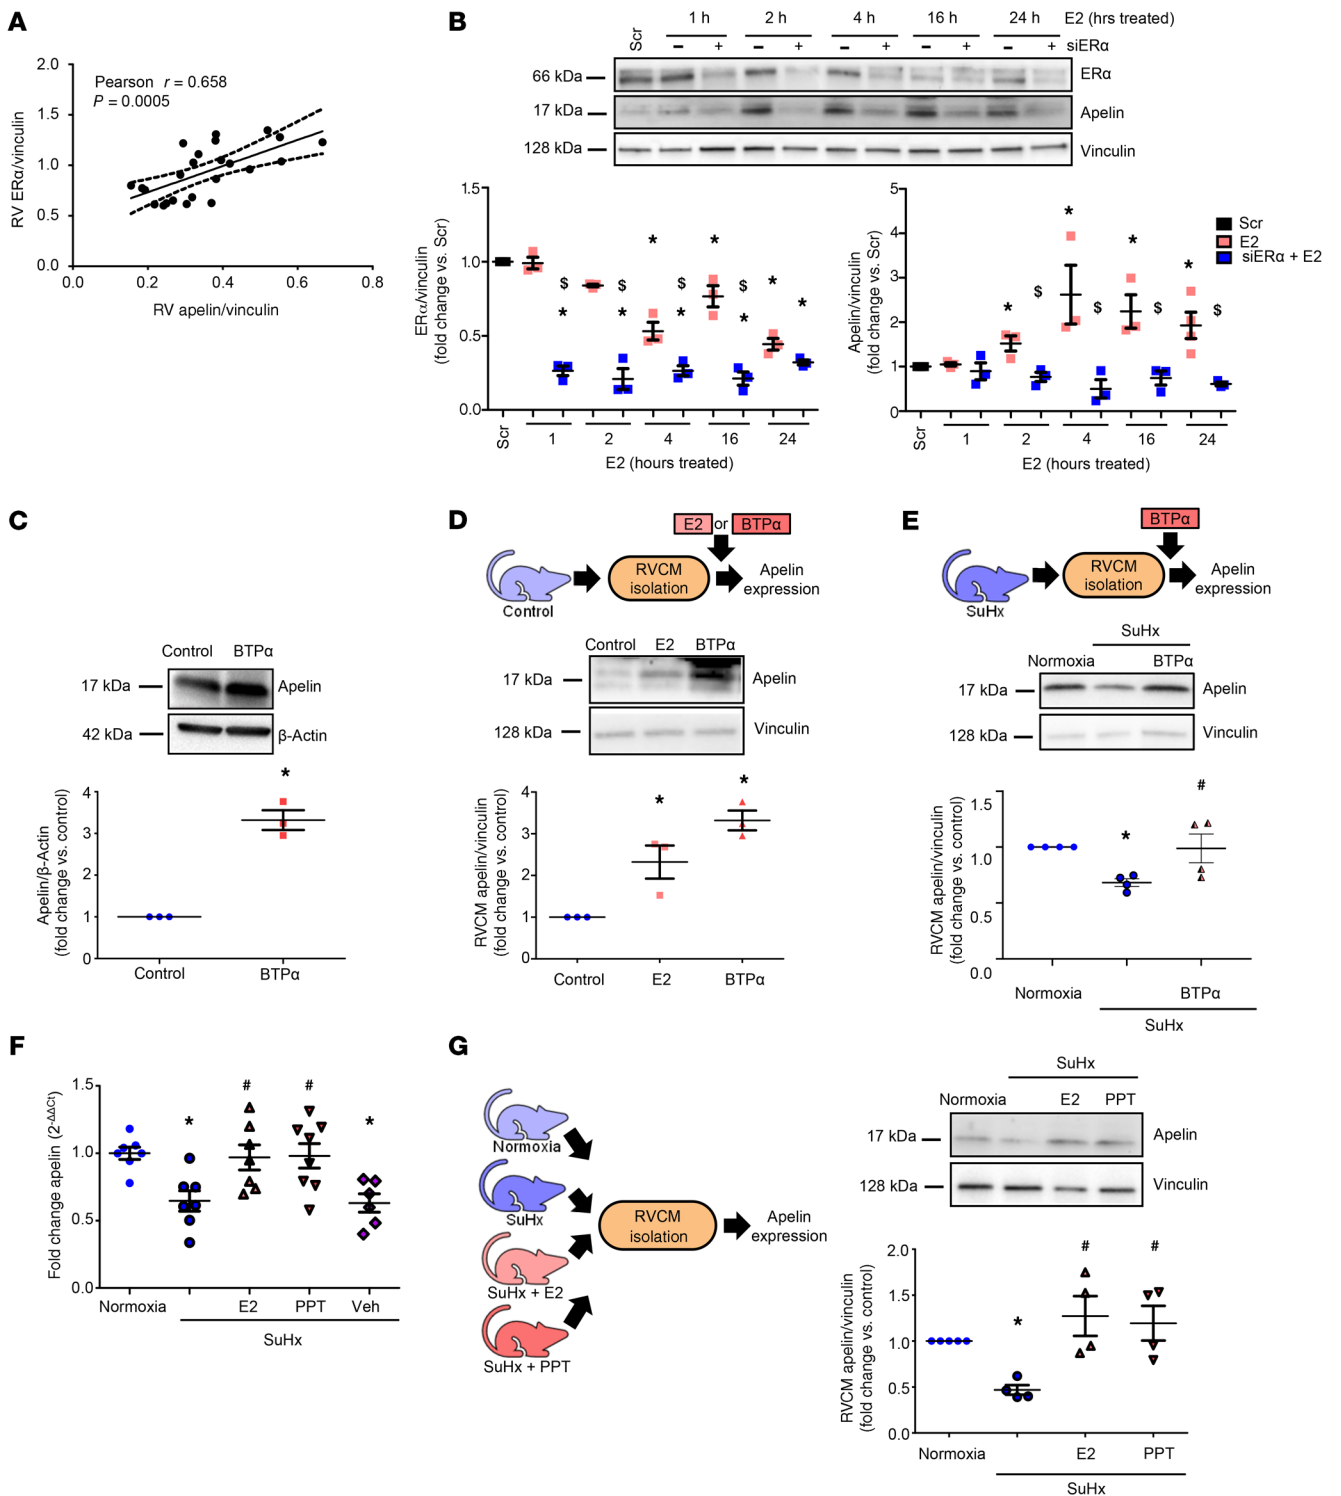 A
Pearson r = 0.658
P = 0.0005
RV ERα/vinculin
2.0
1.5
1.0
0.5
0.0
0.0 0.2 0.4 0.6 0.8
RV apelin/vinculin
B
Scr 1 h 2 h 4 h 16 h 24 h E2 (hrs treated)
– + – + – + – + – + siERα
66 kDa ERα
17 kDa Apelin
128 kDa Vinculin
ERα/vinculin
(fold change vs. Scr)
1.5
1.0
0.5
0.0
* * * *
$ $ $ $
* * * * *
Scr 1 2 4 16 24
E2 (hours treated)
Apelin/vinculin
(fold change vs. Scr)
5
4
3
2
1
0
* * * *
$ $ $ $
Scr 1 2 4 16 24
E2 (hours treated)
Scr
E2
siERα + E2
C
Control BTPα
17 kDa Apelin
42 kDa β-Actin
Apelin/β-Actin
(fold change vs. control)
4
3
2
1
0
*
Control BTPα
D
E2 or BTPα
Control
RVCM
isolation
Apelin
expression
Control E2 BTPα
17 kDa Apelin
128 kDa Vinculin
RVCM apelin/vinculin
(fold change vs. control)
4
3
2
1
0
* *
Control E2 BTPα
E
BTPα
SuHx
RVCM
isolation
Apelin
expression
SuHx
Normoxia BTPα
17 kDa Apelin
128 kDa Vinculin
RVCM apelin/vinculin
(fold change vs. control)
1.5
1.0
0.5
0.0
* #
Normoxia BTPα
SuHx
F
Fold change apelin (2-ΔΔCt)
1.5
1.0
0.5
0.0
* # # *
Normoxia E2 PPT Veh
SuHx
G
Normoxia
SuHx
SuHx + E2
SuHx + PPT
RVCM
isolation
Apelin
expression
SuHx
Normoxia E2 PPT
17 kDa Apelin
128 kDa Vinculin
RVCM apelin/vinculin
(fold change vs. control)
2.0
1.5
1.0
0.5
0.0
* # #
Normoxia E2 PPT
SuHx